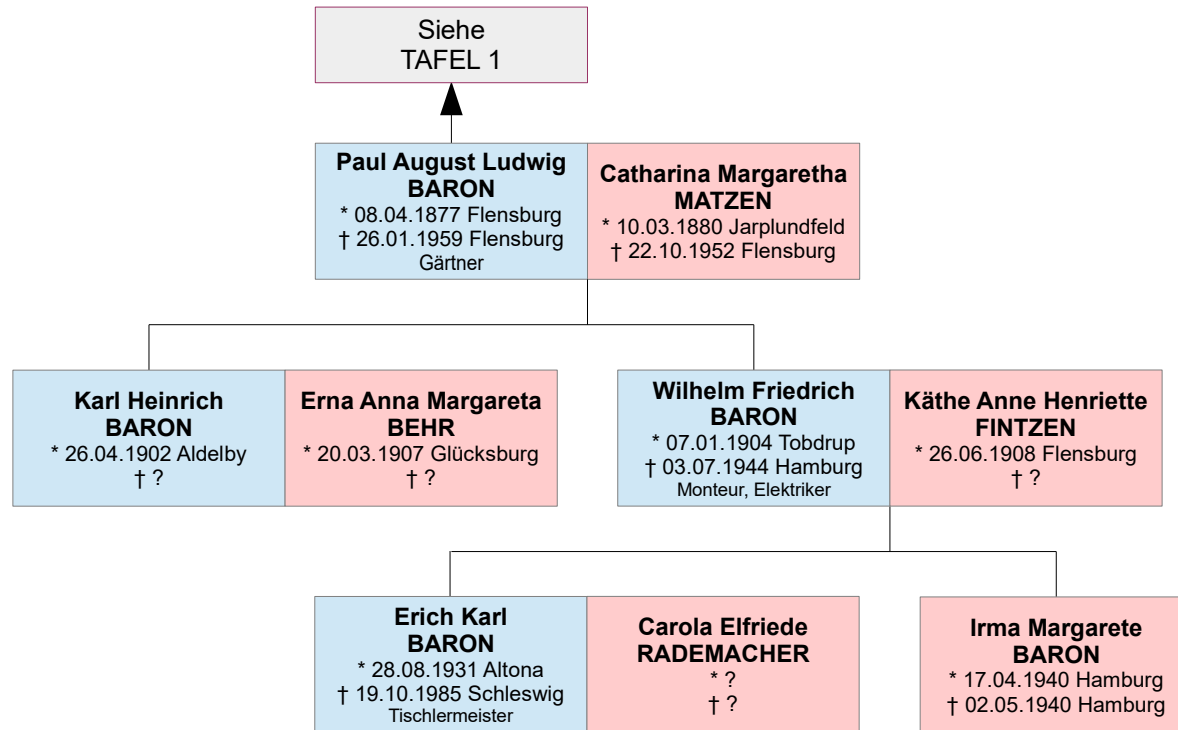 Siehe
TAFEL 1
Paul August Ludwig
BARON
* 08.04.1877 Flensburg
† 26.01.1959 Flensburg
Gärtner
Catharina Margaretha
MATZEN
* 10.03.1880 Jarplundfeld
† 22.10.1952 Flensburg
Karl Heinrich
BARON
* 26.04.1902 Aldelby
† ?
Erna Anna Margareta
BEHR
* 20.03.1907 Glücksburg
† ?
Wilhelm Friedrich
BARON
* 07.01.1904 Tobdrup
† 03.07.1944 Hamburg
Monteur, Elektriker
Käthe Anne Henriette
FINTZEN
* 26.06.1908 Flensburg
† ?
Erich Karl
BARON
* 28.08.1931 Altona
† 19.10.1985 Schleswig
Tischlermeister
Carola Elfriede
RADEMACHER
* ?
† ?
Irma Margarete
BARON
* 17.04.1940 Hamburg
† 02.05.1940 Hamburg